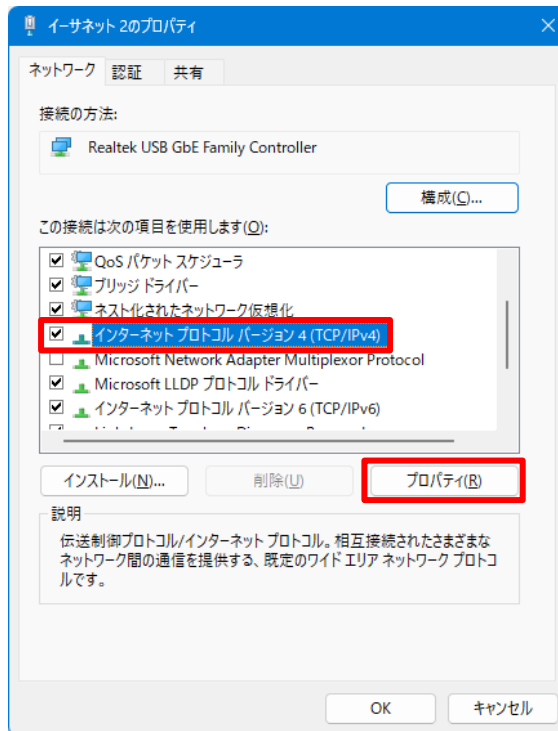 イーサネット 2のプロパティ
ネットワーク 認証 共有
接続の方法:
Realtek USB GbE Family Controller
構成(C)...
この接続は次の項目を使用します(O):
QoS パケット スケジューラ
ブリッジ ドライバー
ネスト化されたネットワーク仮想化
インターネット プロトコル バージョン 4 (TCP/IPv4)
Microsoft Network Adapter Multiplexor Protocol
Microsoft LLDP プロトコル ドライバー
インターネット プロトコル バージョン 6 (TCP/IPv6)
インストール(N)... 削除(U) プロパティ(R)
説明
伝送制御プロトコル/インターネット プロトコル。相互接続されたさまざまな
ネットワーク間の通信を提供する、既定のワイド エリア ネットワーク プロトコ
ルです。
OK キャンセル